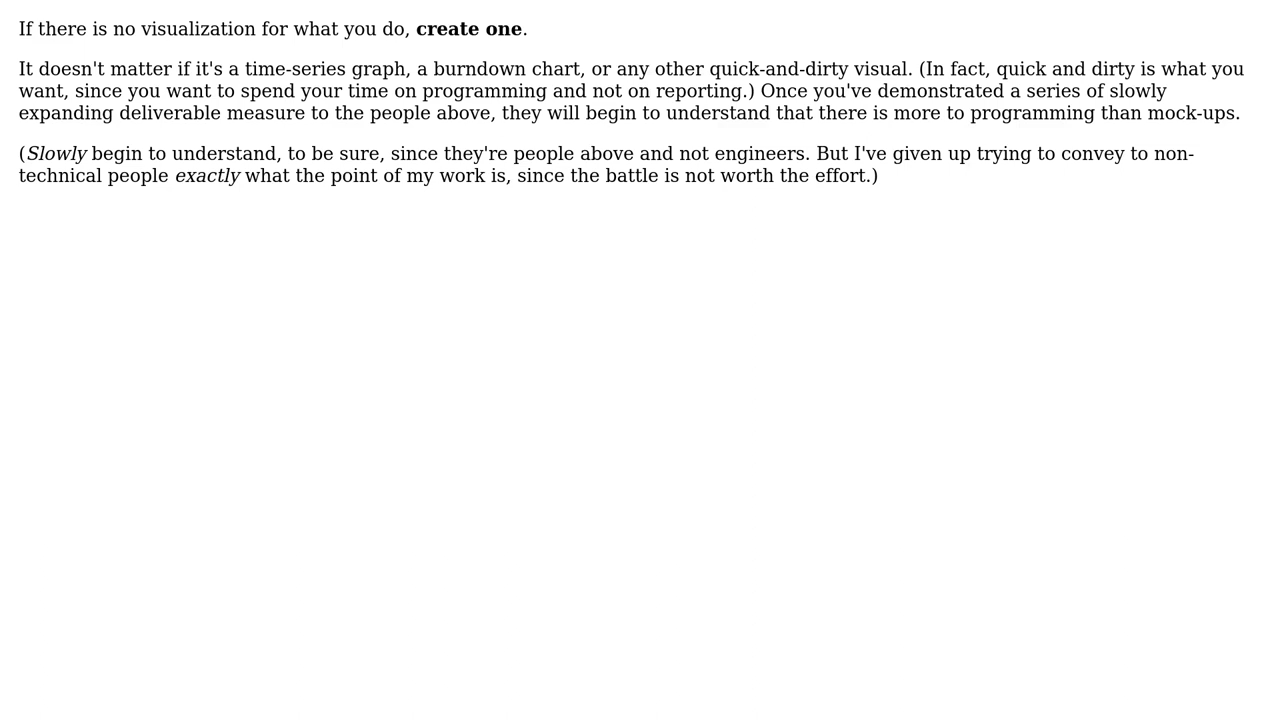 If there is no visualization for what you do, create one.
It doesn't matter if it's a time-series graph, a burndown chart, or any other quick-and-dirty visual. (In fact, quick and dirty is what you
want, since you want to spend your time on programming and not on reporting.) Once you've demonstrated a series of slowly
expanding deliverable measure to the people above, they will begin to understand that there is more to programming than mock-ups.
(Slowly begin to understand, to be sure, since they're people above and not engineers. But I've given up trying to convey to non-
technical people exactly what the point of my work is, since the battle is not worth the effort.)